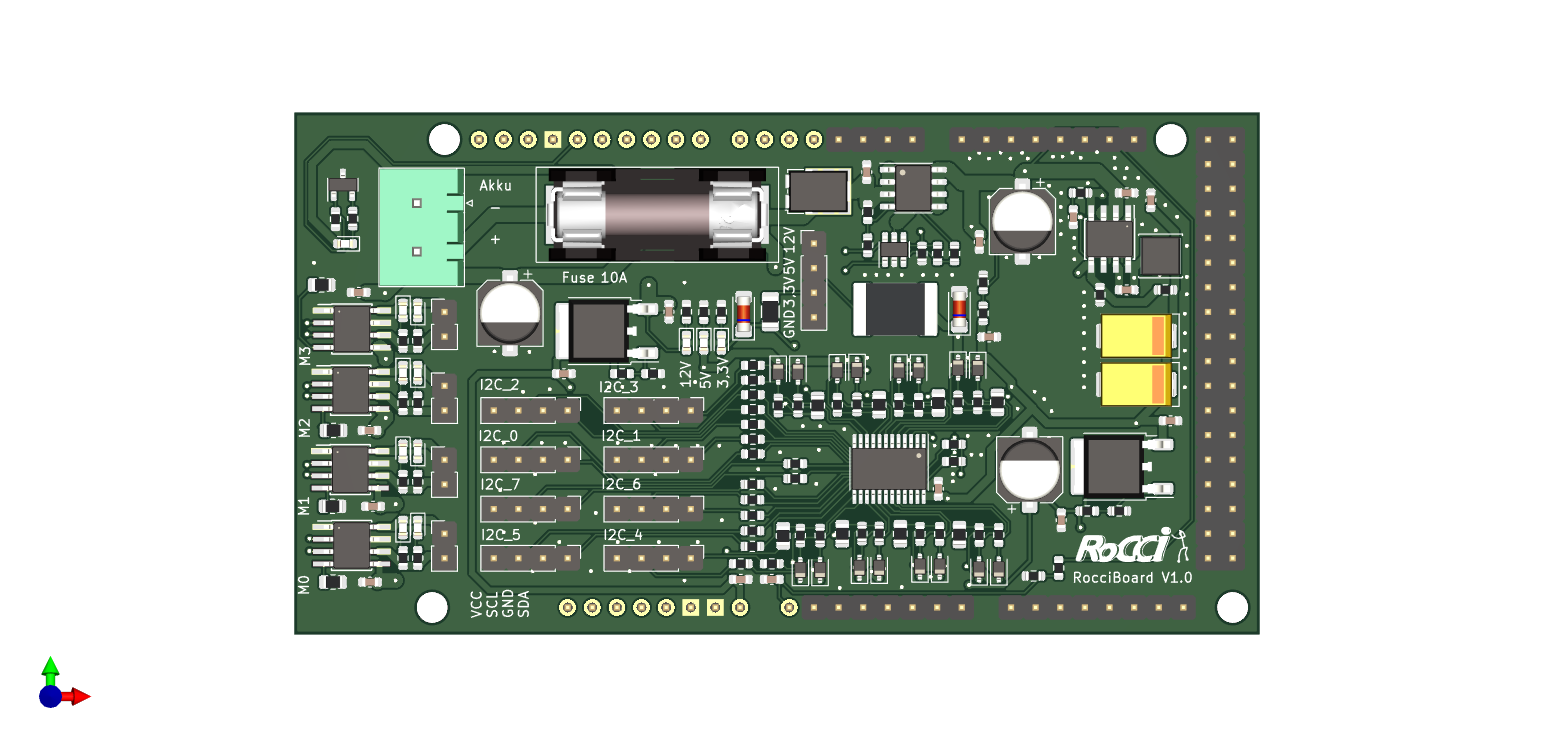 Akku
−
+
Fuse 10A
+
+
+
GND 3,3V 5V 12V
12V
5V
3,3V
M3
M2
M1
M0
I2C_2
I2C_3
I2C_0
I2C_1
I2C_7
I2C_6
I2C_5
I2C_4
VCC
SCL
GND
SDA
RoCCi
RocciBoard V1.0